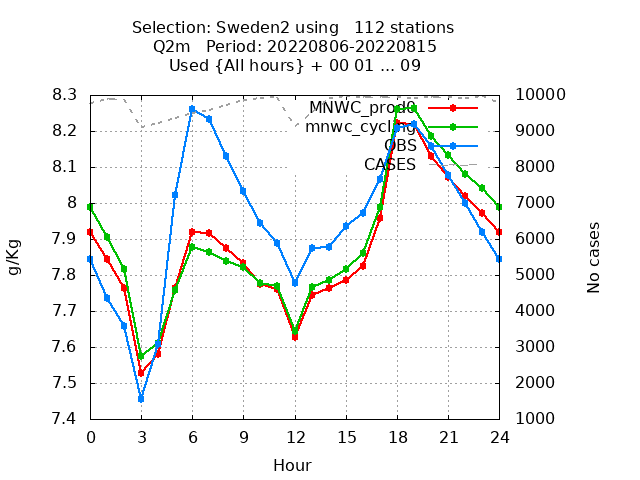 Selection: Sweden2 using   112 stations
Q2m   Period: 20220806-20220815
Used {All hours} + 00 01 ... 09
8.3
8.2
8.1
8
7.9
7.8
7.7
7.6
7.5
7.4
10000
9000
8000
7000
6000
5000
4000
3000
2000
1000
MNWC_prod0
mnwc_cycling
OBS
CASES
g/Kg
No cases
0 3 6 9 12 15 18 21 24
Hour